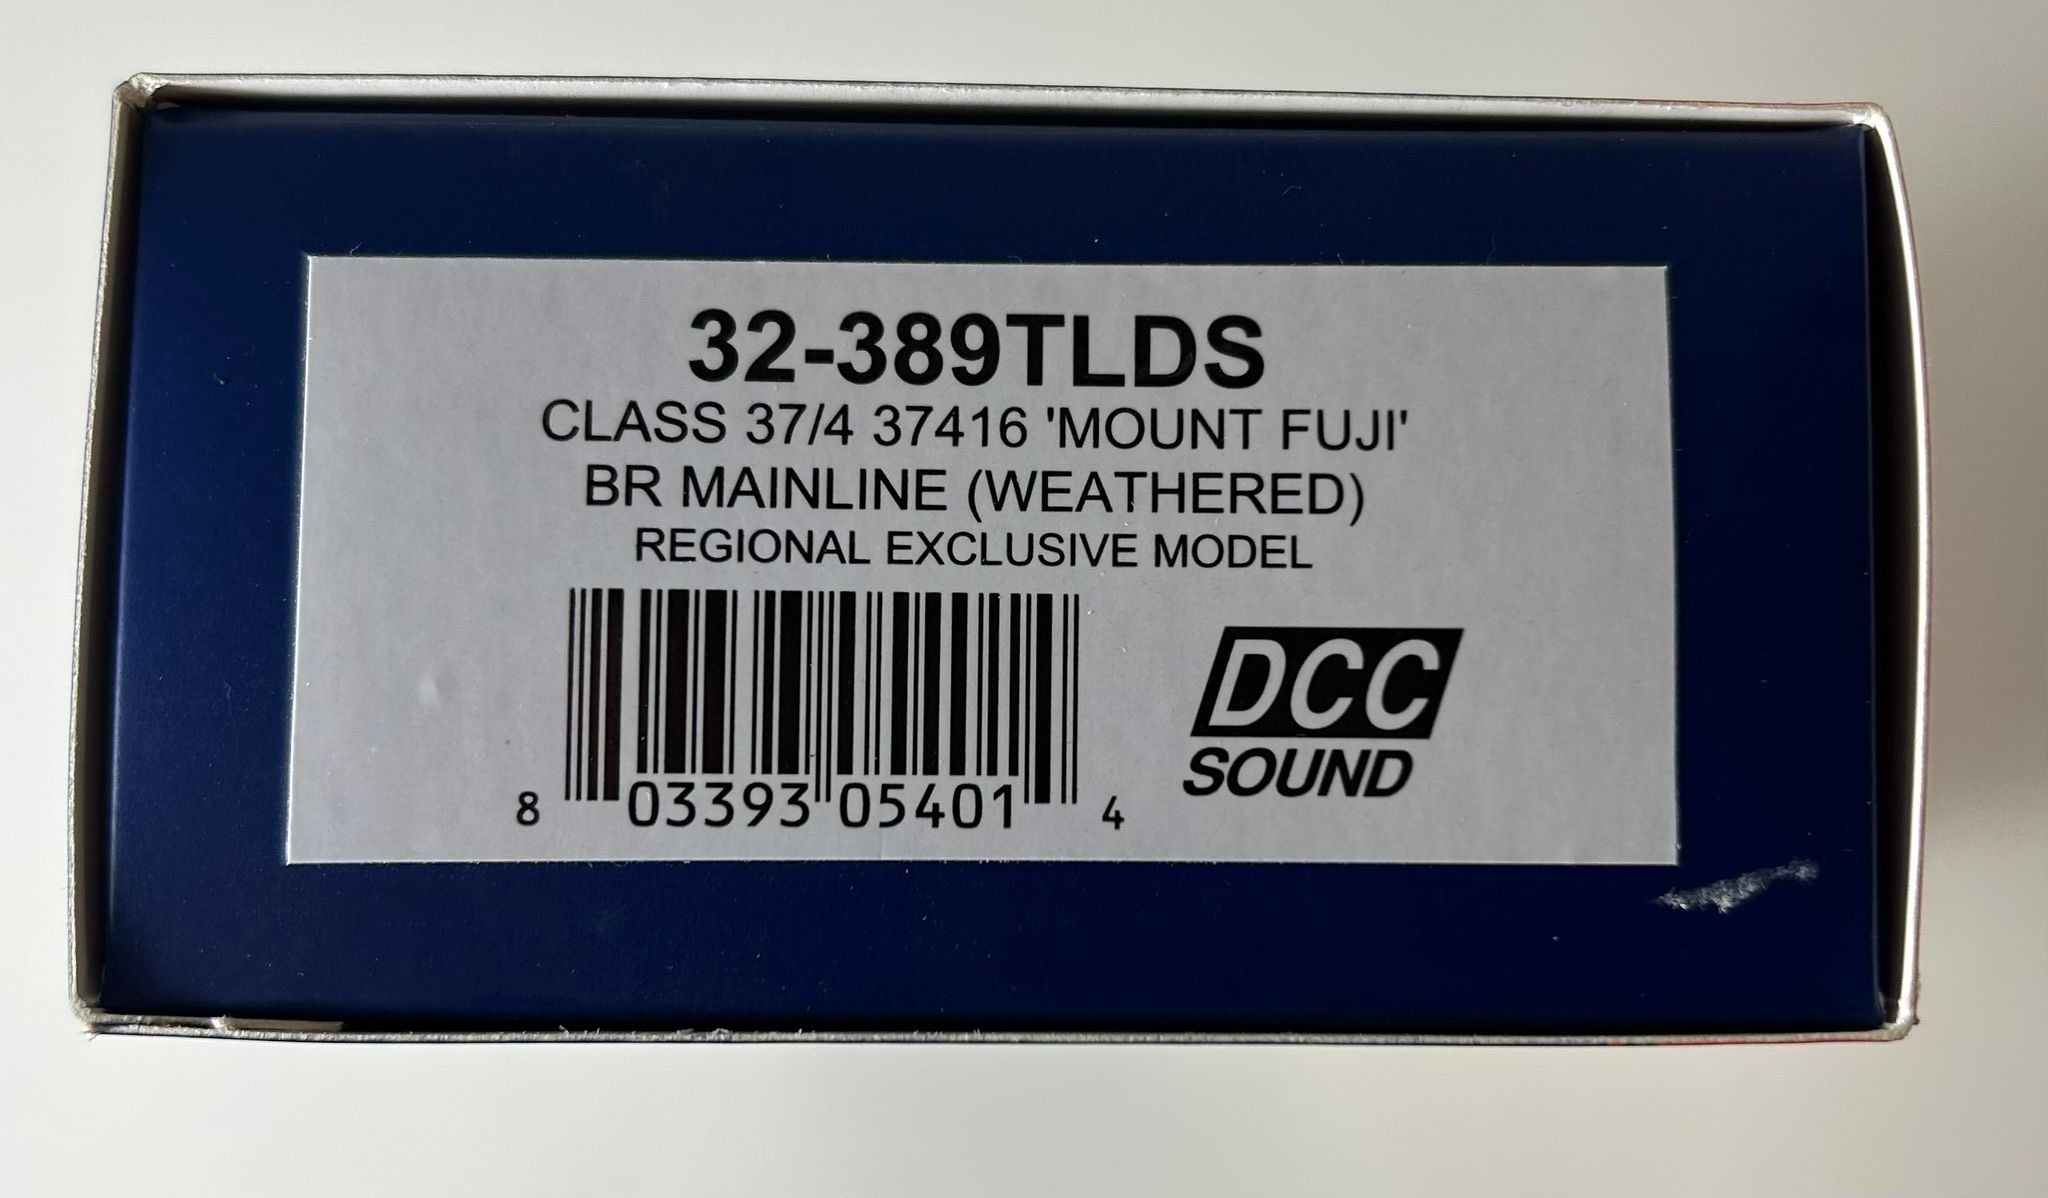 32-389TLDS
CLASS 37/4 37416 'MOUNT FUJI'
BR MAINLINE (WEATHERED)
REGIONAL EXCLUSIVE MODEL
DCC
SOUND
8 03393 05401 4